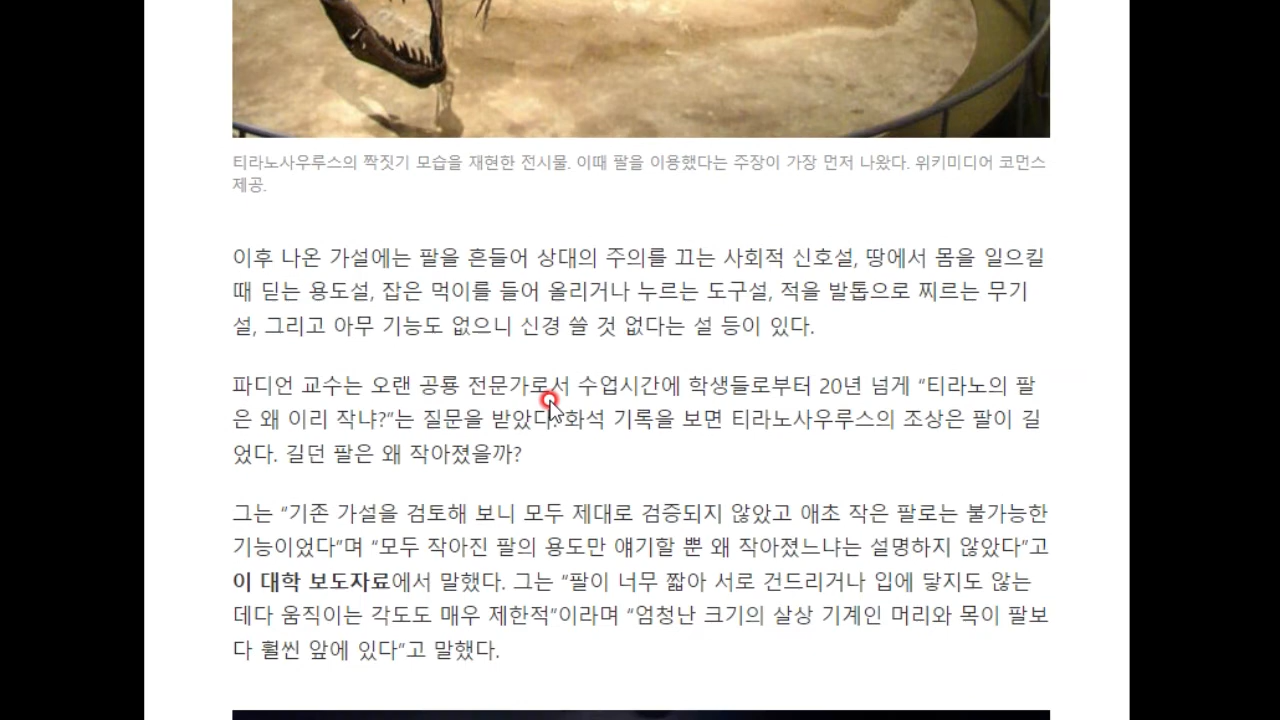 티라노사우루스의 짝짓기 모습을 재현한 전시물. 이때 팔을 이용했다는 주장이 가장 먼저 나왔다. 위키미디어 코먼스
제공.
이후 나온 가설에는 팔을 흔들어 상대의 주의를 끄는 사회적 신호설, 땅에서 몸을 일으킬
때 딛는 용도설, 잡은 먹이를 들어 올리거나 누르는 도구설, 적을 발톱으로 찌르는 무기
설, 그리고 아무 기능도 없으니 신경 쓸 것 없다는 설 등이 있다.
파디언 교수는 오랜 공룡 전문가로서 수업시간에 학생들로부터 20년 넘게 “티라노의 팔
은 왜 이리 작냐?”는 질문을 받았다. 화석 기록을 보면 티라노사우루스의 조상은 팔이 길
었다. 길던 팔은 왜 작아졌을까?
그는 “기존 가설을 검토해 보니 모두 제대로 검증되지 않았고 애초 작은 팔로는 불가능한
기능이었다”며 “모두 작아진 팔의 용도만 얘기할 뿐 왜 작아졌느냐는 설명하지 않았다”고
이 대학 보도자료에서 말했다. 그는 “팔이 너무 짧아 서로 건드리거나 입에 닿지도 않는
데다 움직이는 각도도 매우 제한적”이라며 “엄청난 크기의 살상 기계인 머리와 목이 팔보
다 훨씬 앞에 있다”고 말했다.